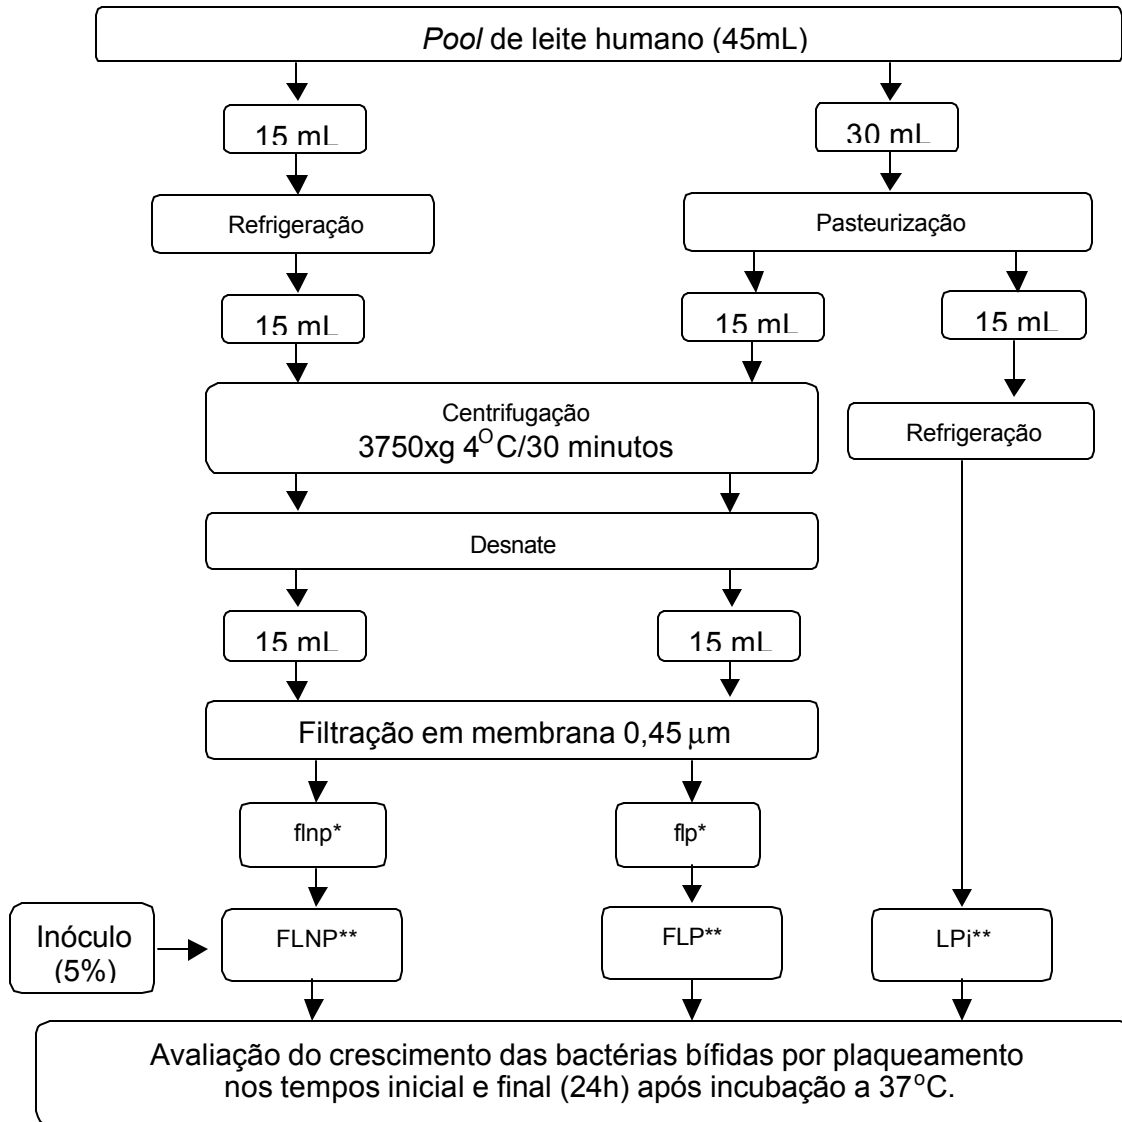 Pool de leite humano (45mL)
15 mL
30 mL
Refrigeração
Pasteurização
15 mL
15 mL
15 mL
Centrifugação
3750xg 4°C/30 minutos
Refrigeração
Desnate
15 mL
15 mL
Filtração em membrana 0,45 μm
flnp*
flp*
Inóculo
(5%)
FLNP**
FLP**
LPi**
Avaliação do crescimento das bactérias bífidas por plaqueamento
nos tempos inicial e final (24h) após incubação a 37°C.